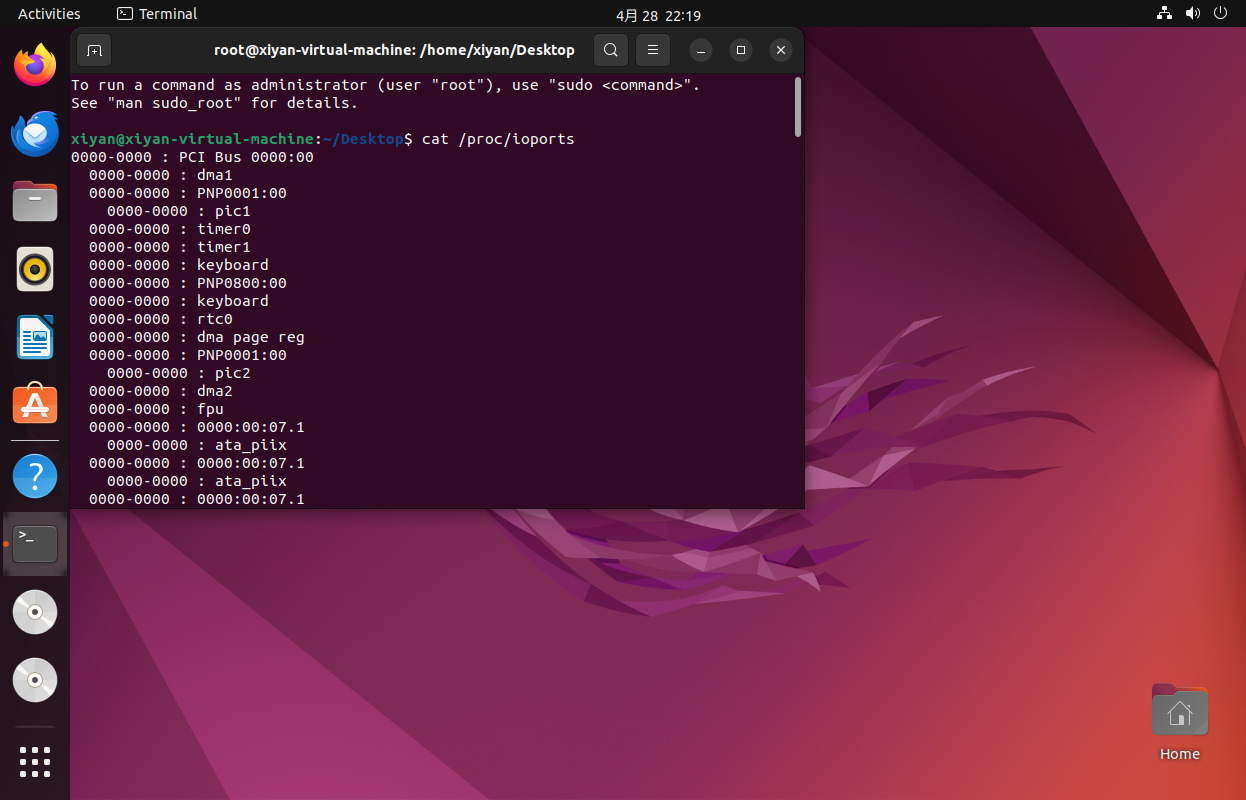 Activities Terminal 4月 28 22:19
root@xiyan-virtual-machine: /home/xiyan/Desktop
To run a command as administrator (user "root"), use "sudo <command>".
See "man sudo_root" for details.
xiyan@xiyan-virtual-machine:~/Desktop$ cat /proc/ioports
0000-0000 : PCI Bus 0000:00
  0000-0000 : dma1
  0000-0000 : PNP0001:00
    0000-0000 : pic1
  0000-0000 : timer0
  0000-0000 : timer1
  0000-0000 : keyboard
  0000-0000 : PNP0800:00
  0000-0000 : keyboard
  0000-0000 : rtc0
  0000-0000 : dma page reg
  0000-0000 : PNP0001:00
    0000-0000 : pic2
  0000-0000 : dma2
  0000-0000 : fpu
  0000-0000 : 0000:00:07.1
    0000-0000 : ata_piix
  0000-0000 : 0000:00:07.1
    0000-0000 : ata_piix
  0000-0000 : 0000:00:07.1
Home